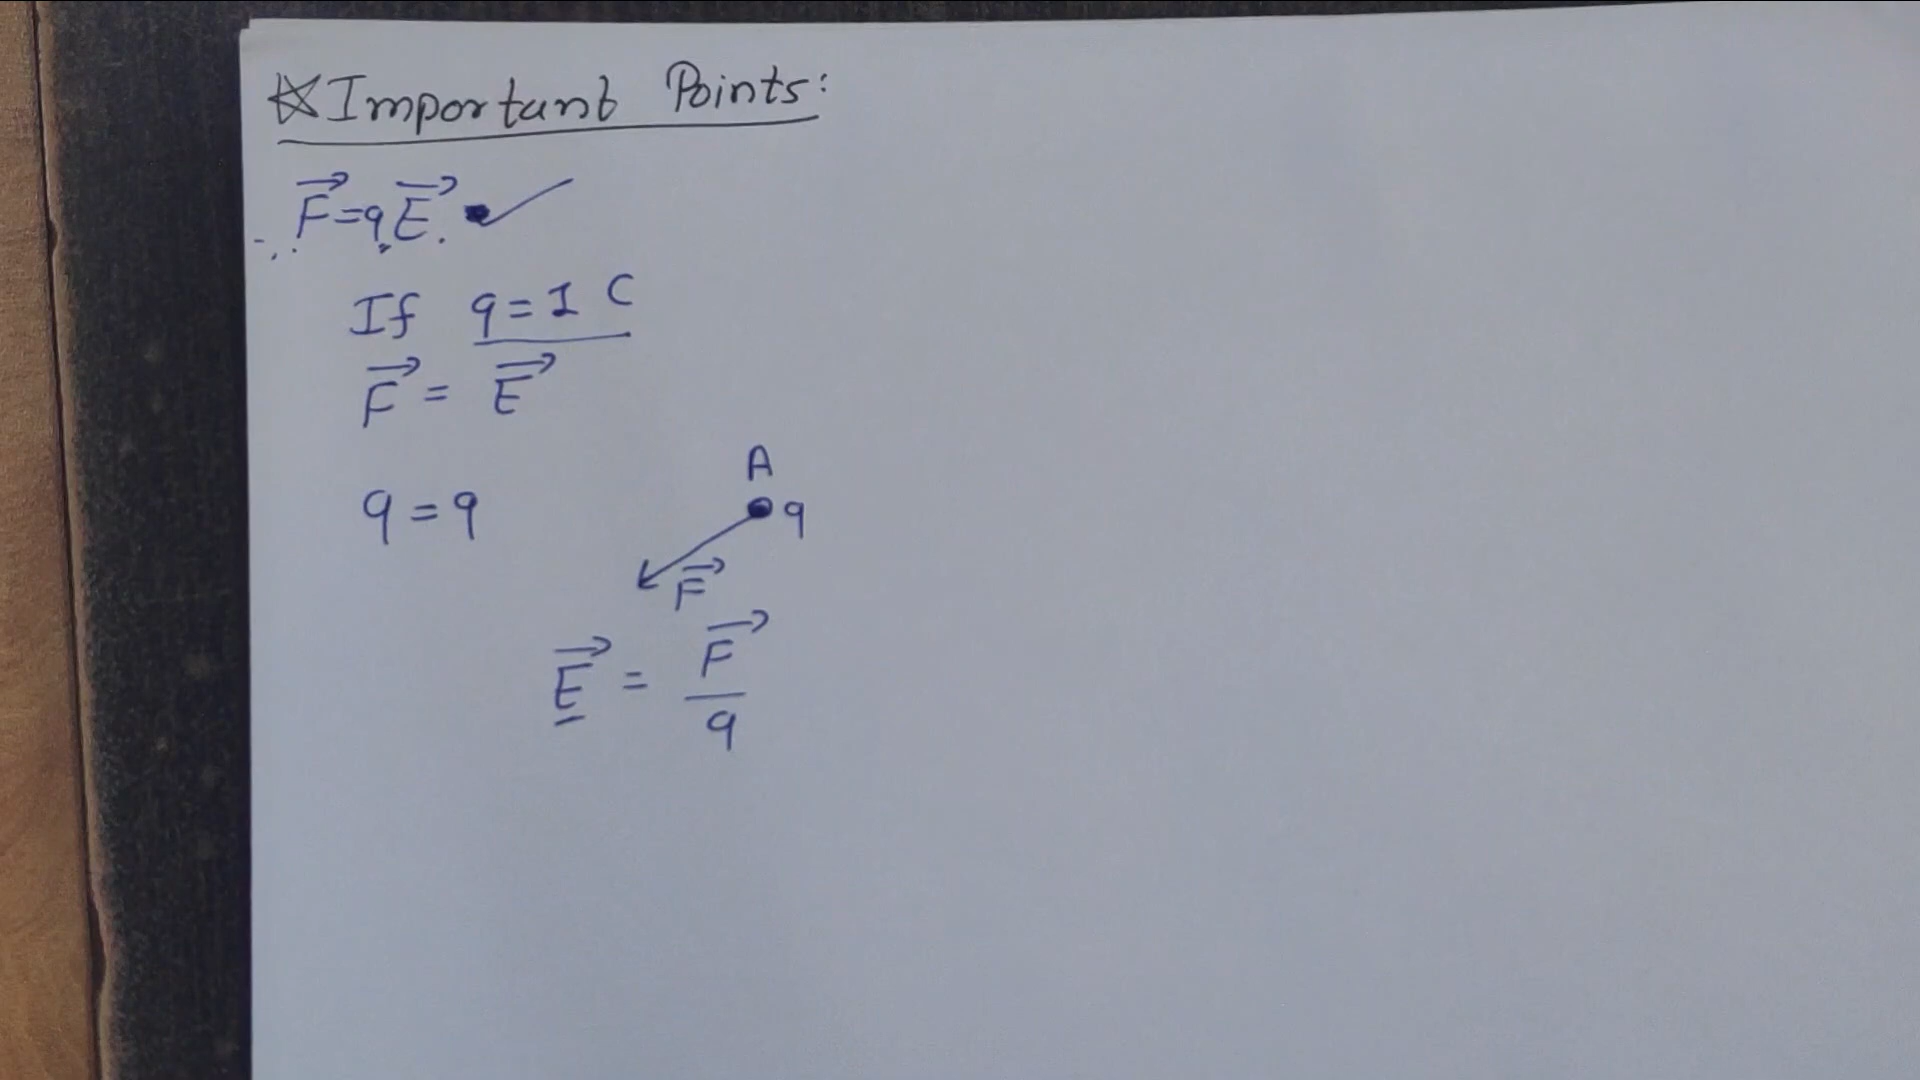 ☆Important Points:
F⃗=qE⃗. ✓
If q=1 C
F⃗ = E⃗
A
q=q
q
F⃗
E⃗ = F⃗/q